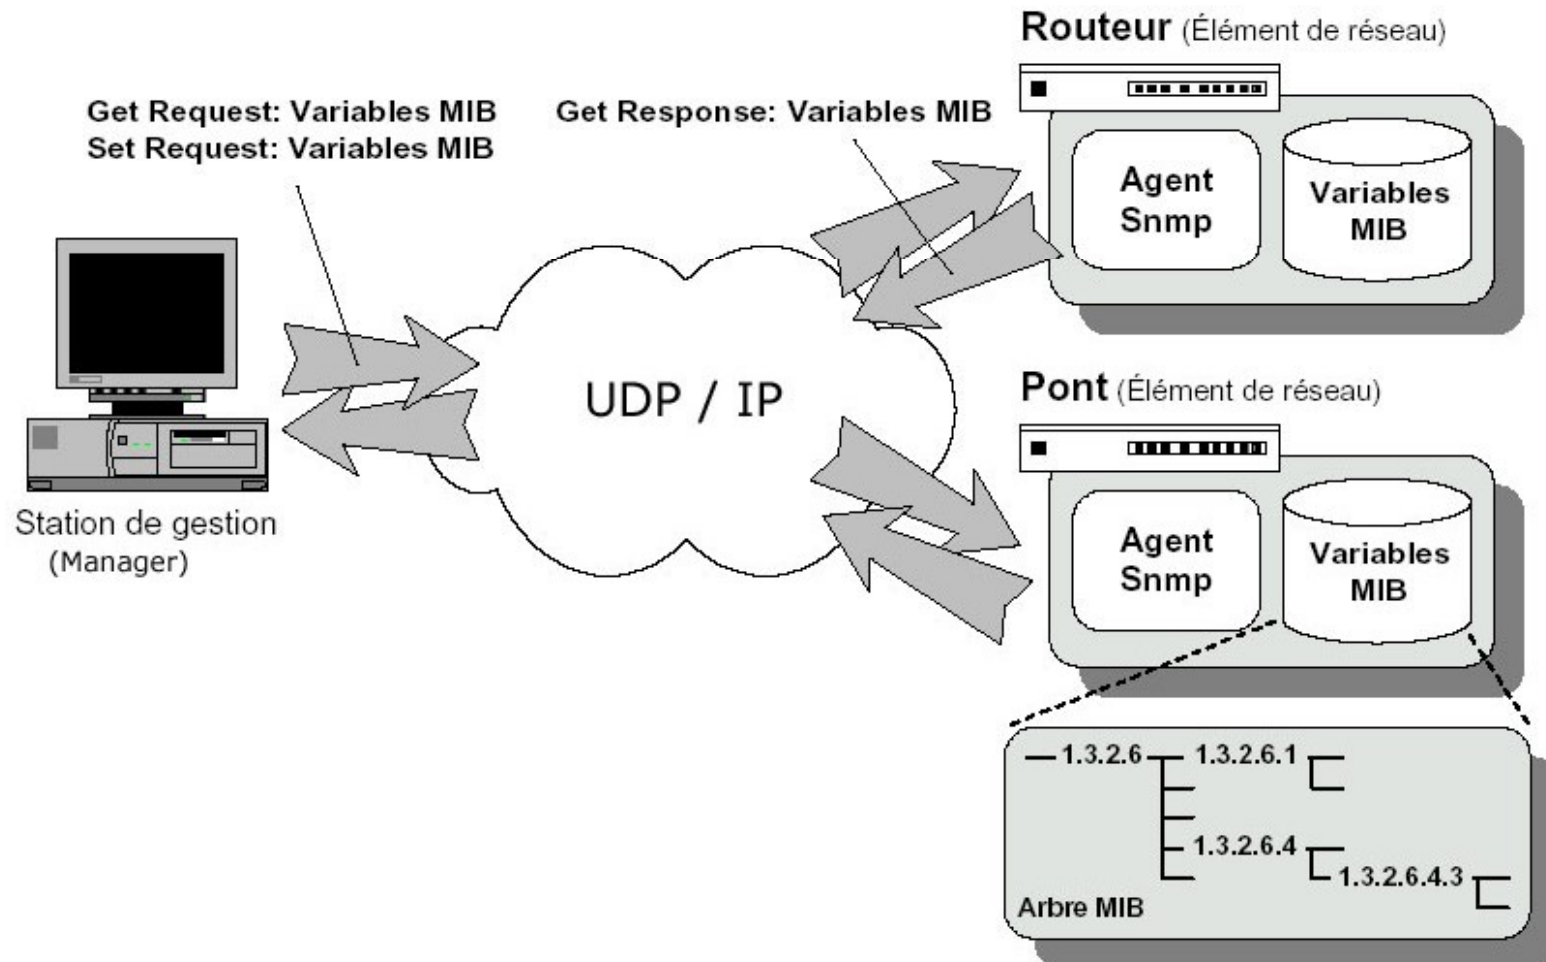 Routeur (Élément de réseau)
Get Request: Variables MIB
Set Request: Variables MIB
Get Response: Variables MIB
Agent
Snmp
Variables
MIB
UDP / IP
Pont (Élément de réseau)
Station de gestion
(Manager)
Agent
Snmp
Variables
MIB
1.3.2.6
1.3.2.6.1
1.3.2.6.4
1.3.2.6.4.3
Arbre MIB